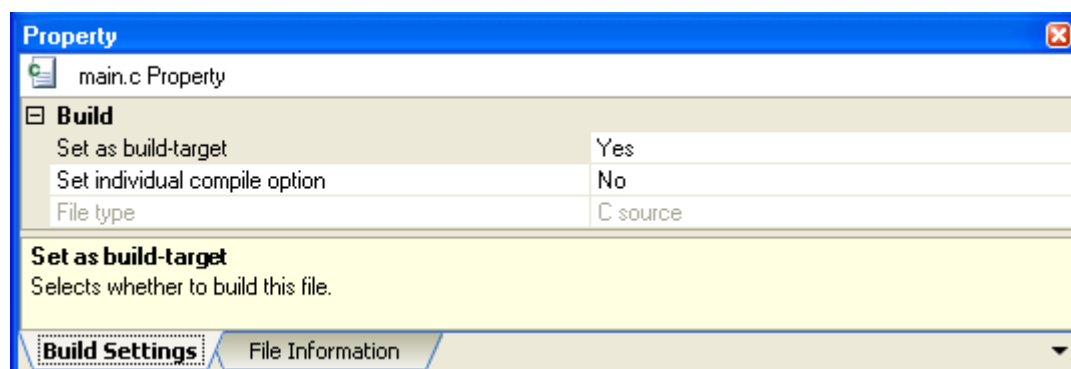 Property
main.c Property
Build
Set as build-target Yes
Set individual compile option No
File type C source
Set as build-target
Selects whether to build this file.
Build Settings File Information